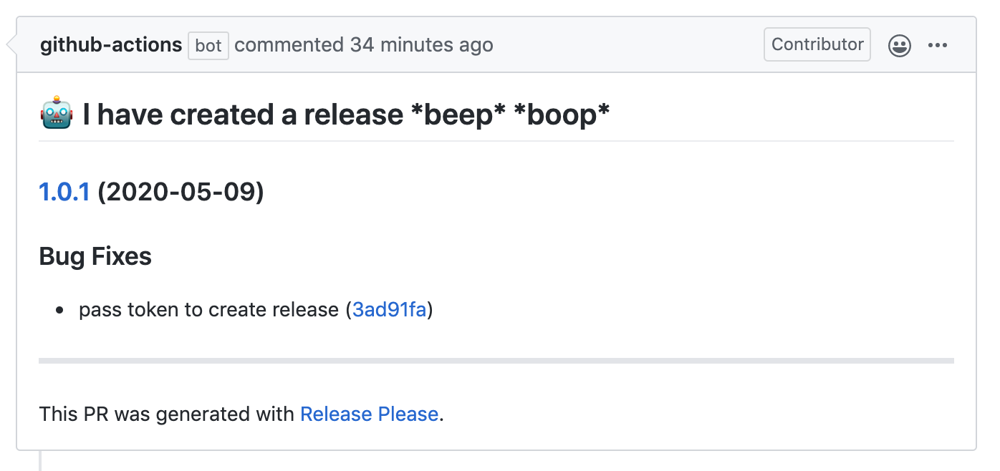 github-actions bot commented 34 minutes ago Contributor
🤖 I have created a release *beep* *boop*
1.0.1 (2020-05-09)
Bug Fixes
• pass token to create release (3ad91fa)
This PR was generated with Release Please.